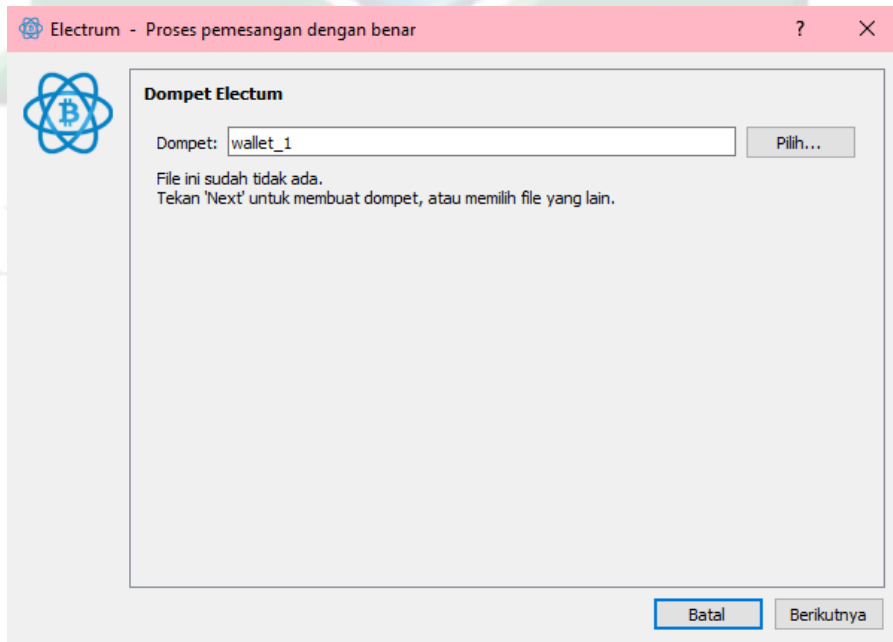 Electrum - Proses pemesangan dengan benar
Dompet Electum
Dompet: wallet_1 Pilih...
File ini sudah tidak ada.
Tekan 'Next' untuk membuat dompet, atau memilih file yang lain.
Batal Berikutnya